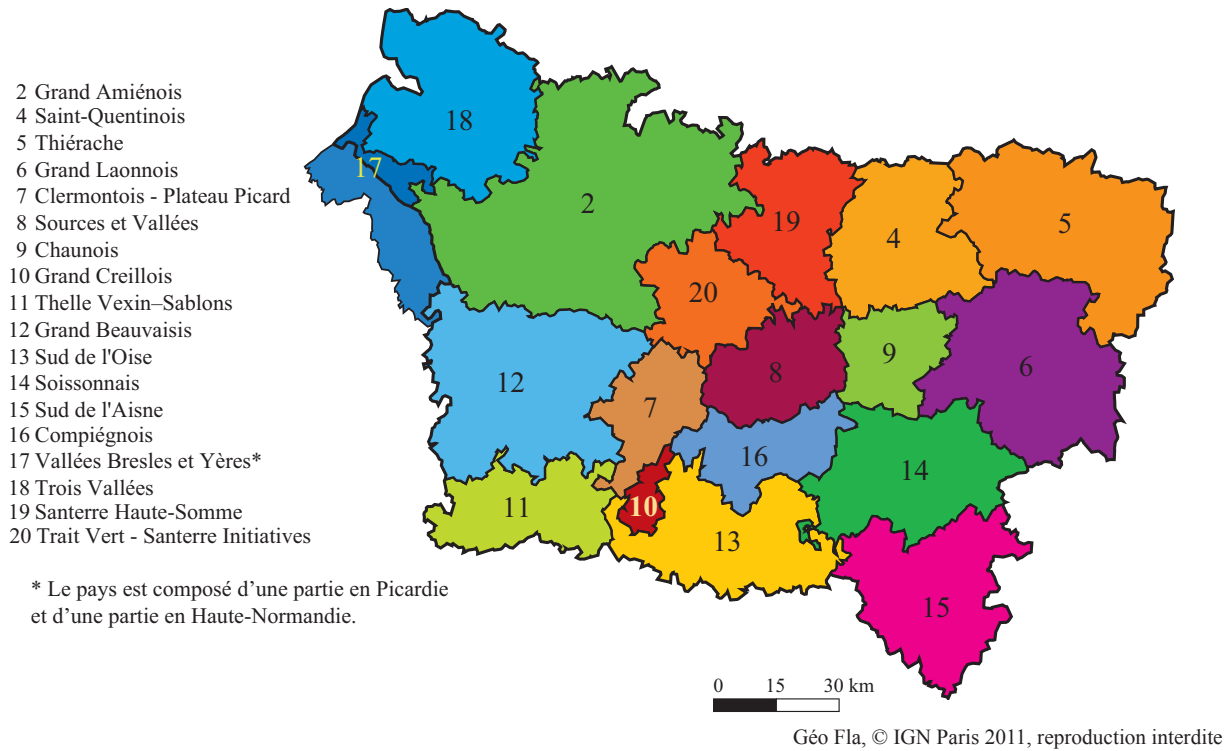 2 Grand Amiénois
4 Saint-Quentinois
5 Thiérache
6 Grand Laonnois
7 Clermontois - Plateau Picard
8 Sources et Vallées
9 Chaunois
10 Grand Creillois
11 Thelle Vexin–Sablons
12 Grand Beauvaisis
13 Sud de l'Oise
14 Soissonnais
15 Sud de l'Aisne
16 Compiégnois
17 Vallées Bresles et Yères*
18 Trois Vallées
19 Santerre Haute-Somme
20 Trait Vert - Santerre Initiatives
* Le pays est composé d’une partie en Picardie
et d’une partie en Haute-Normandie.
18
17
2
19
4
5
20
12
7
8
9
6
16
14
11
10
13
15
0 15 30 km
Géo Fla, © IGN Paris 2011, reproduction interdite